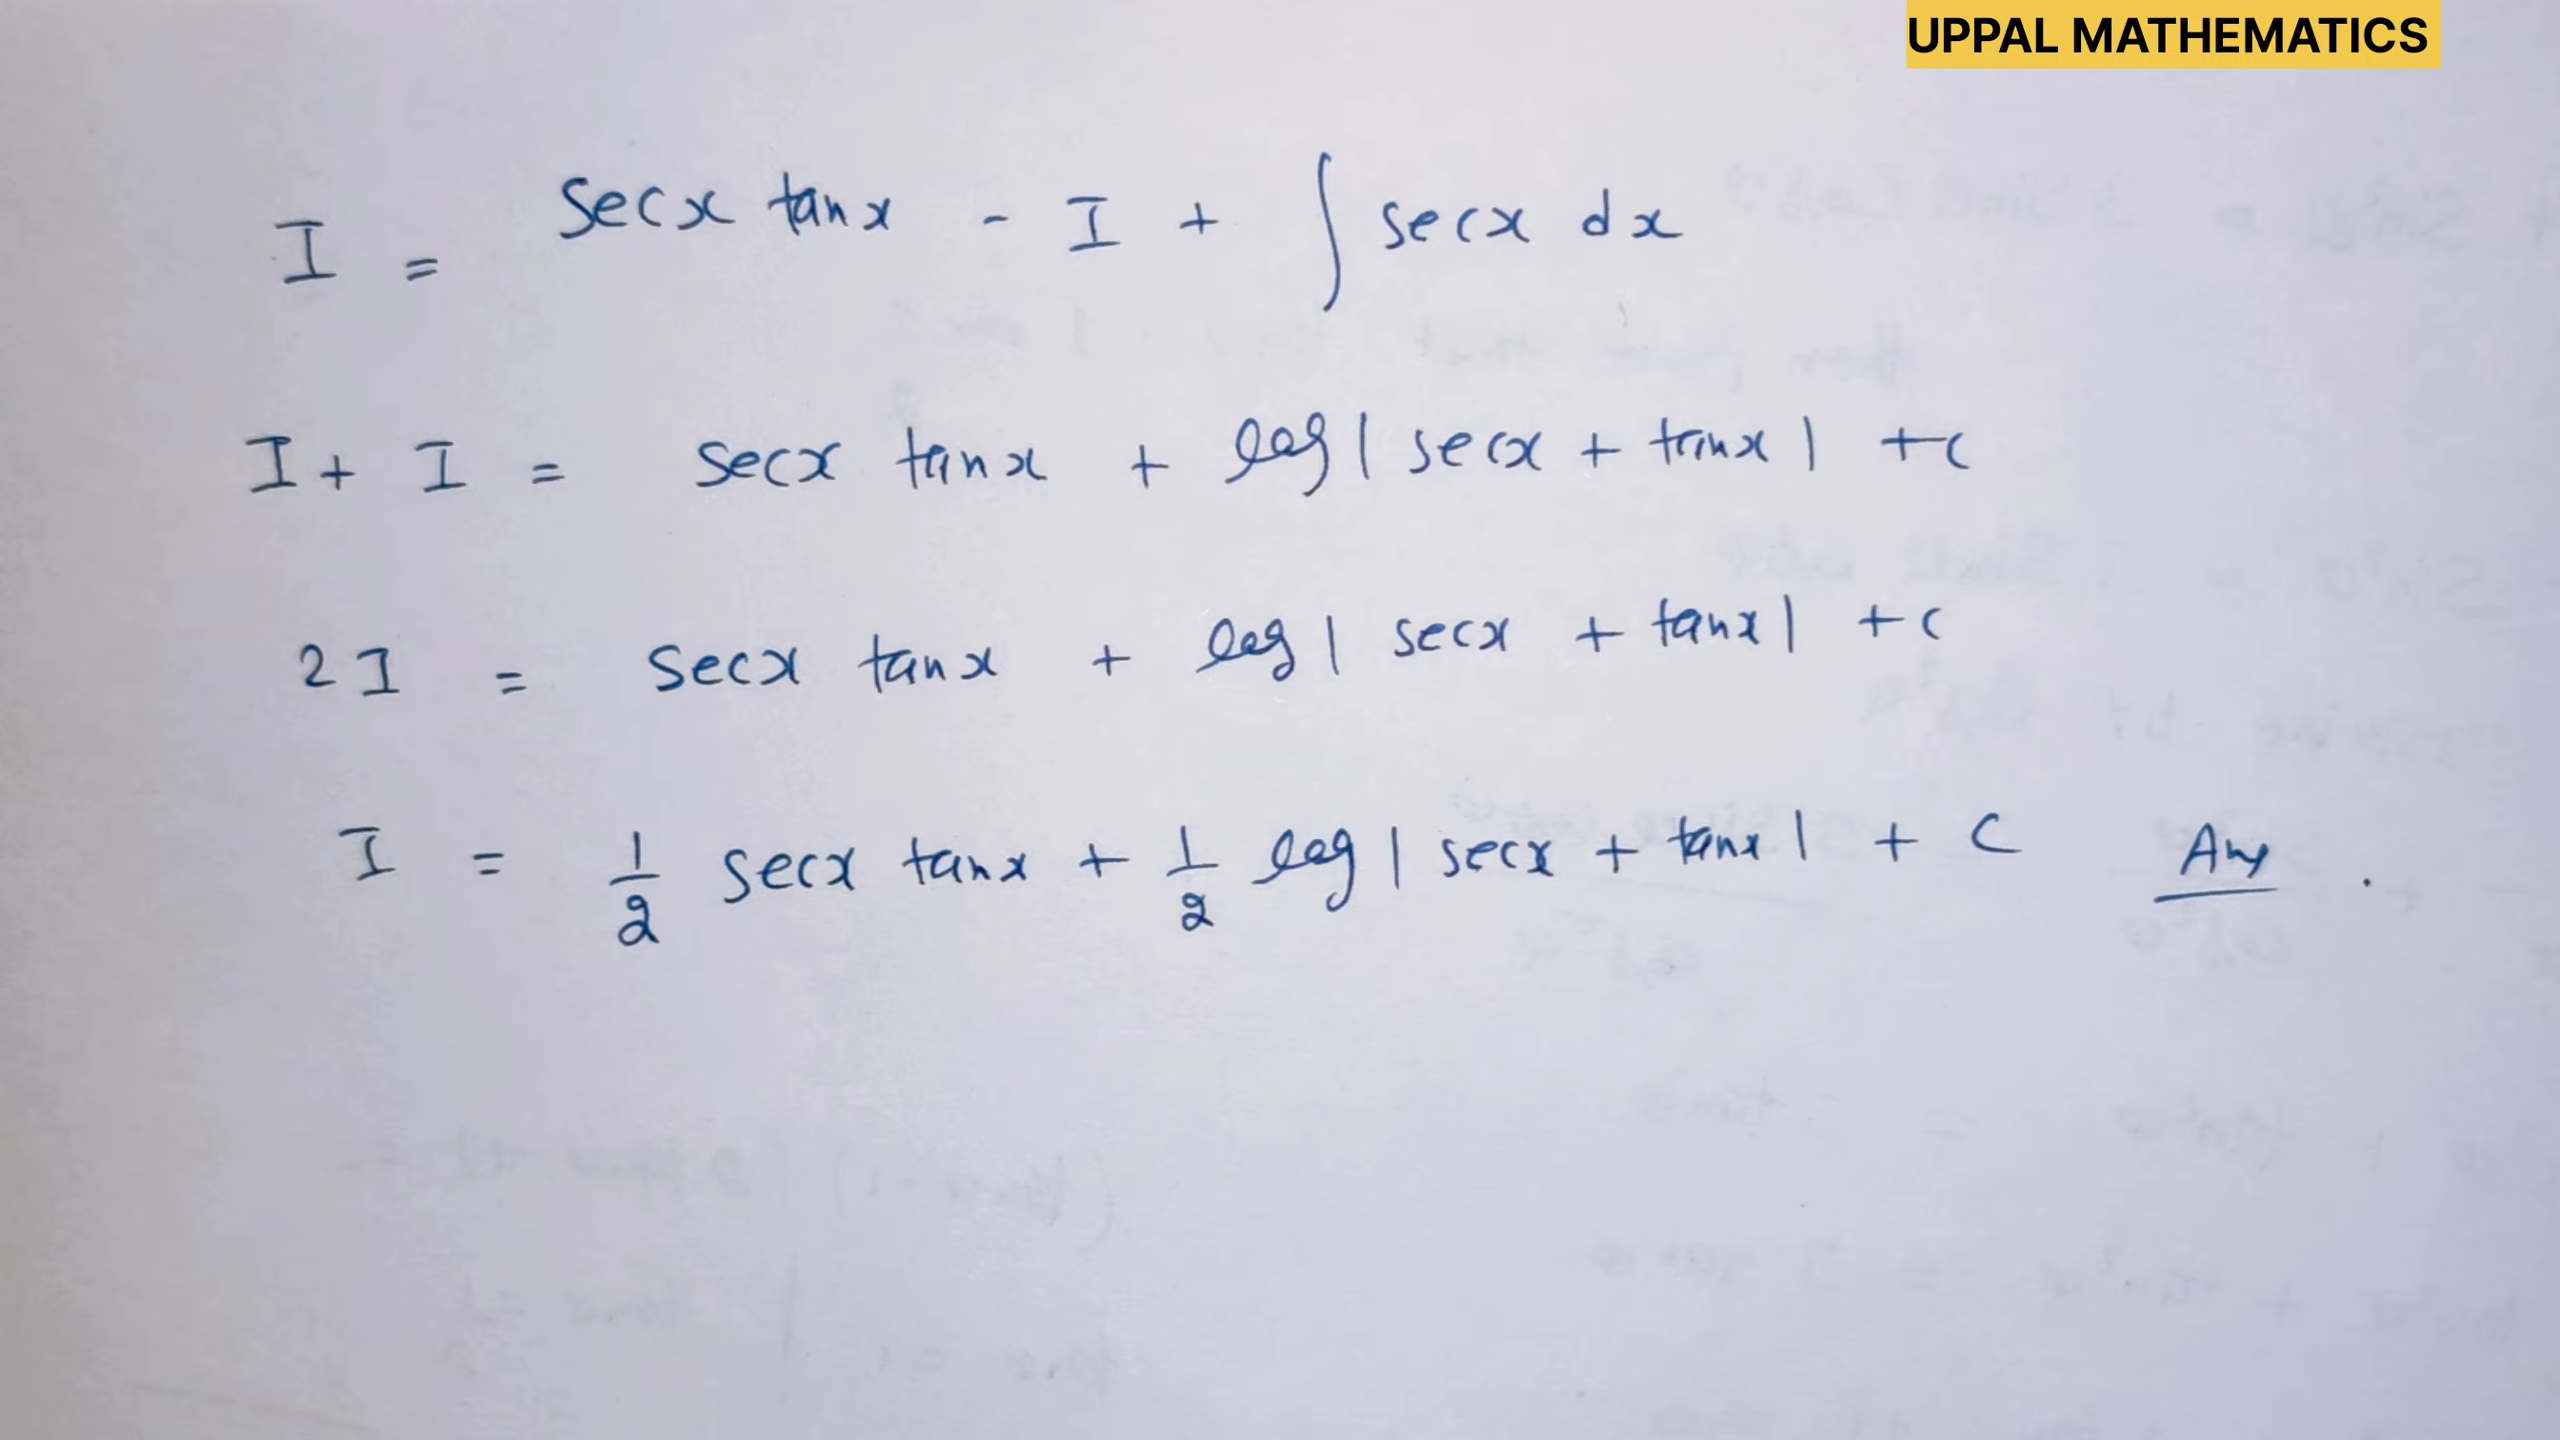 UPPAL MATHEMATICS
I = secx tanx - I + ∫ secx dx
I + I = secx tanx + log | secx + tanx | + c
2I = secx tanx + log | secx + tanx | + c
I = 1/2 secx tanx + 1/2 log | secx + tanx | + c Ans .